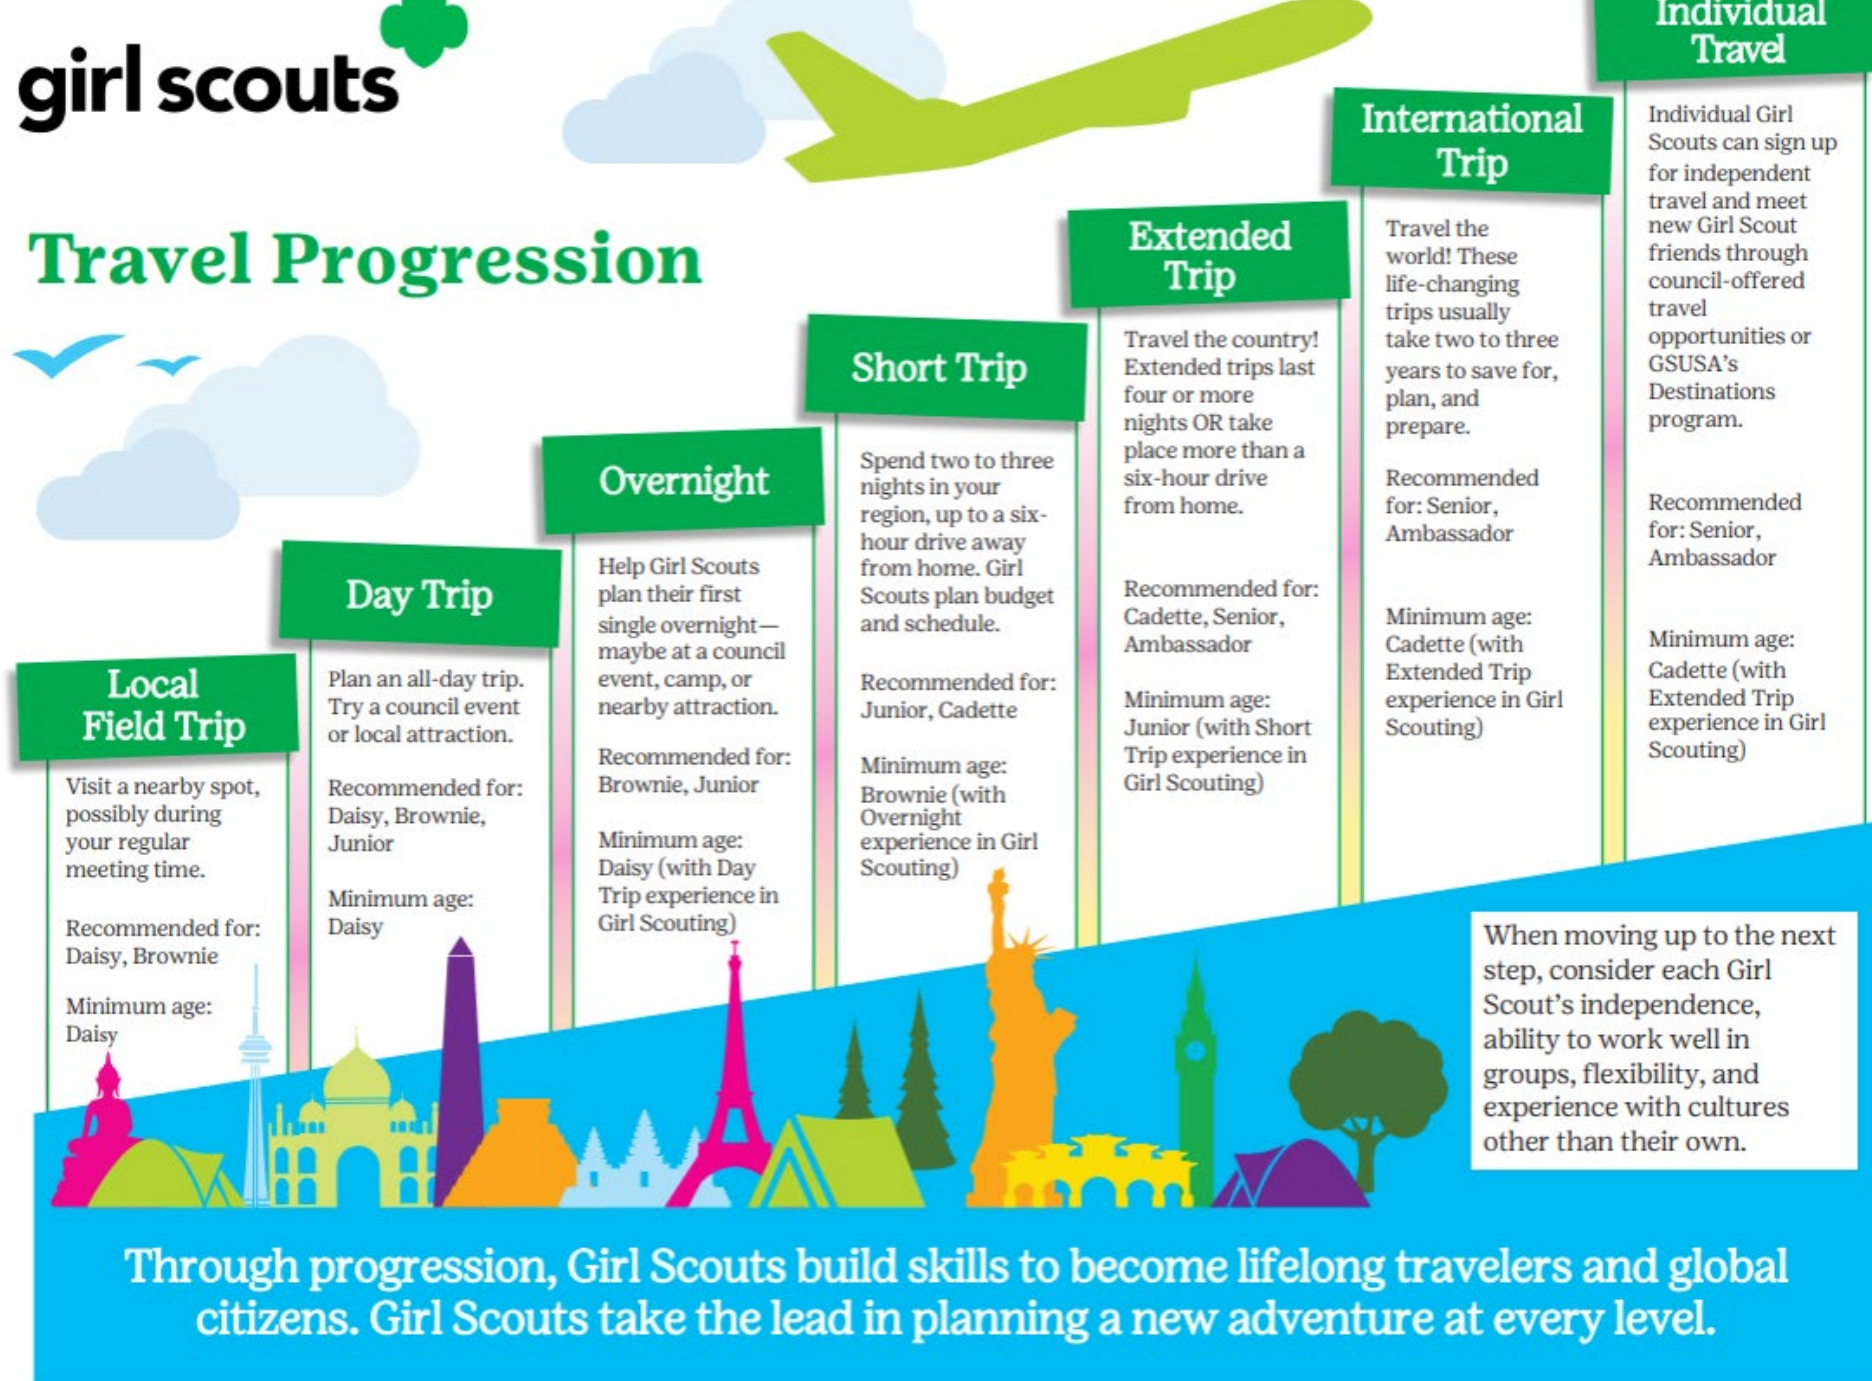 girl scouts
Travel Progression
Local
Field Trip
Visit a nearby spot,
possibly during
your regular
meeting time.
Recommended for:
Daisy, Brownie
Minimum age:
Daisy
Day Trip
Plan an all-day trip.
Try a council event
or local attraction.
Recommended for:
Daisy, Brownie,
Junior
Minimum age:
Daisy
Overnight
Help Girl Scouts
plan their first
single overnight—
maybe at a council
event, camp, or
nearby attraction.
Recommended for:
Brownie, Junior
Minimum age:
Daisy (with Day
Trip experience in
Girl Scouting)
Short Trip
Spend two to three
nights in your
region, up to a six-
hour drive away
from home. Girl
Scouts plan budget
and schedule.
Recommended for:
Junior, Cadette
Minimum age:
Brownie (with
Overnight
experience in Girl
Scouting)
Extended
Trip
Travel the country!
Extended trips last
four or more
nights OR take
place more than a
six-hour drive
from home.
Recommended for:
Cadette, Senior,
Ambassador
Minimum age:
Junior (with Short
Trip experience in
Girl Scouting)
International
Trip
Travel the
world! These
life-changing
trips usually
take two to three
years to save for,
plan, and
prepare.
Recommended
for: Senior,
Ambassador
Minimum age:
Cadette (with
Extended Trip
experience in Girl
Scouting)
Individual
Travel
Individual Girl
Scouts can sign up
for independent
travel and meet
new Girl Scout
friends through
council-offered
travel
opportunities or
GSUSA's
Destinations
program.
Recommended
for: Senior,
Ambassador
Minimum age:
Cadette (with
Extended Trip
experience in Girl
Scouting)
When moving up to the next
step, consider each Girl
Scout's independence,
ability to work well in
groups, flexibility, and
experience with cultures
other than their own.
Through progression, Girl Scouts build skills to become lifelong travelers and global
citizens. Girl Scouts take the lead in planning a new adventure at every level.